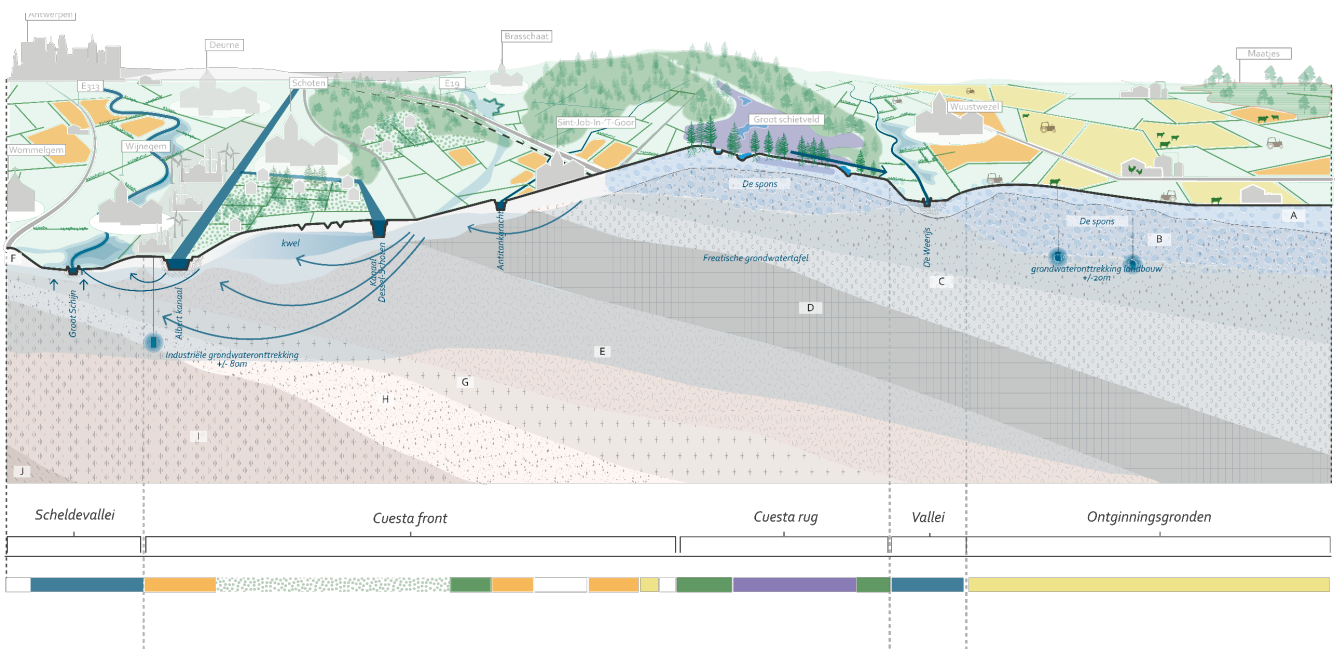 Antwerpen
Deurne
Brasschaat
Maatjes
E313
Schoten
E19
Wuustwezel
Sint-Job-In-'T-Goor
Groot schietveld
Wommelgem
Wijnegem
De spons
De spons
A
B
kwel
F
Antitankgracht
De Weerijs
Kanaal
Dessel-Schoten
Freatische grondwatertafel
grondwateronttrekking landbouw
+/-20m
C
Groot Schijn
Albert kanaal
D
Industriële grondwateronttrekking
+/- 80m
E
G
H
I
J
Scheldevallei
Cuesta front
Cuesta rug
Vallei
Ontginningsgronden